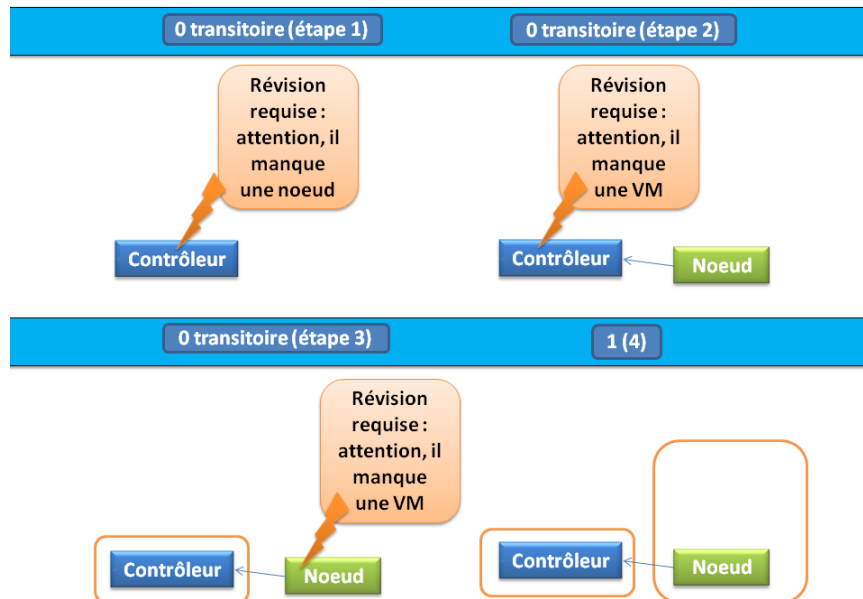 0 transitoire (étape 1)
0 transitoire (étape 2)
Révision
requise :
attention, il
manque
une noeud
Révision
requise :
attention, il
manque
une VM
Contrôleur
Contrôleur
Noeud
0 transitoire (étape 3)
1 (4)
Révision
requise :
attention, il
manque
une VM
Contrôleur
Noeud
Contrôleur
Noeud